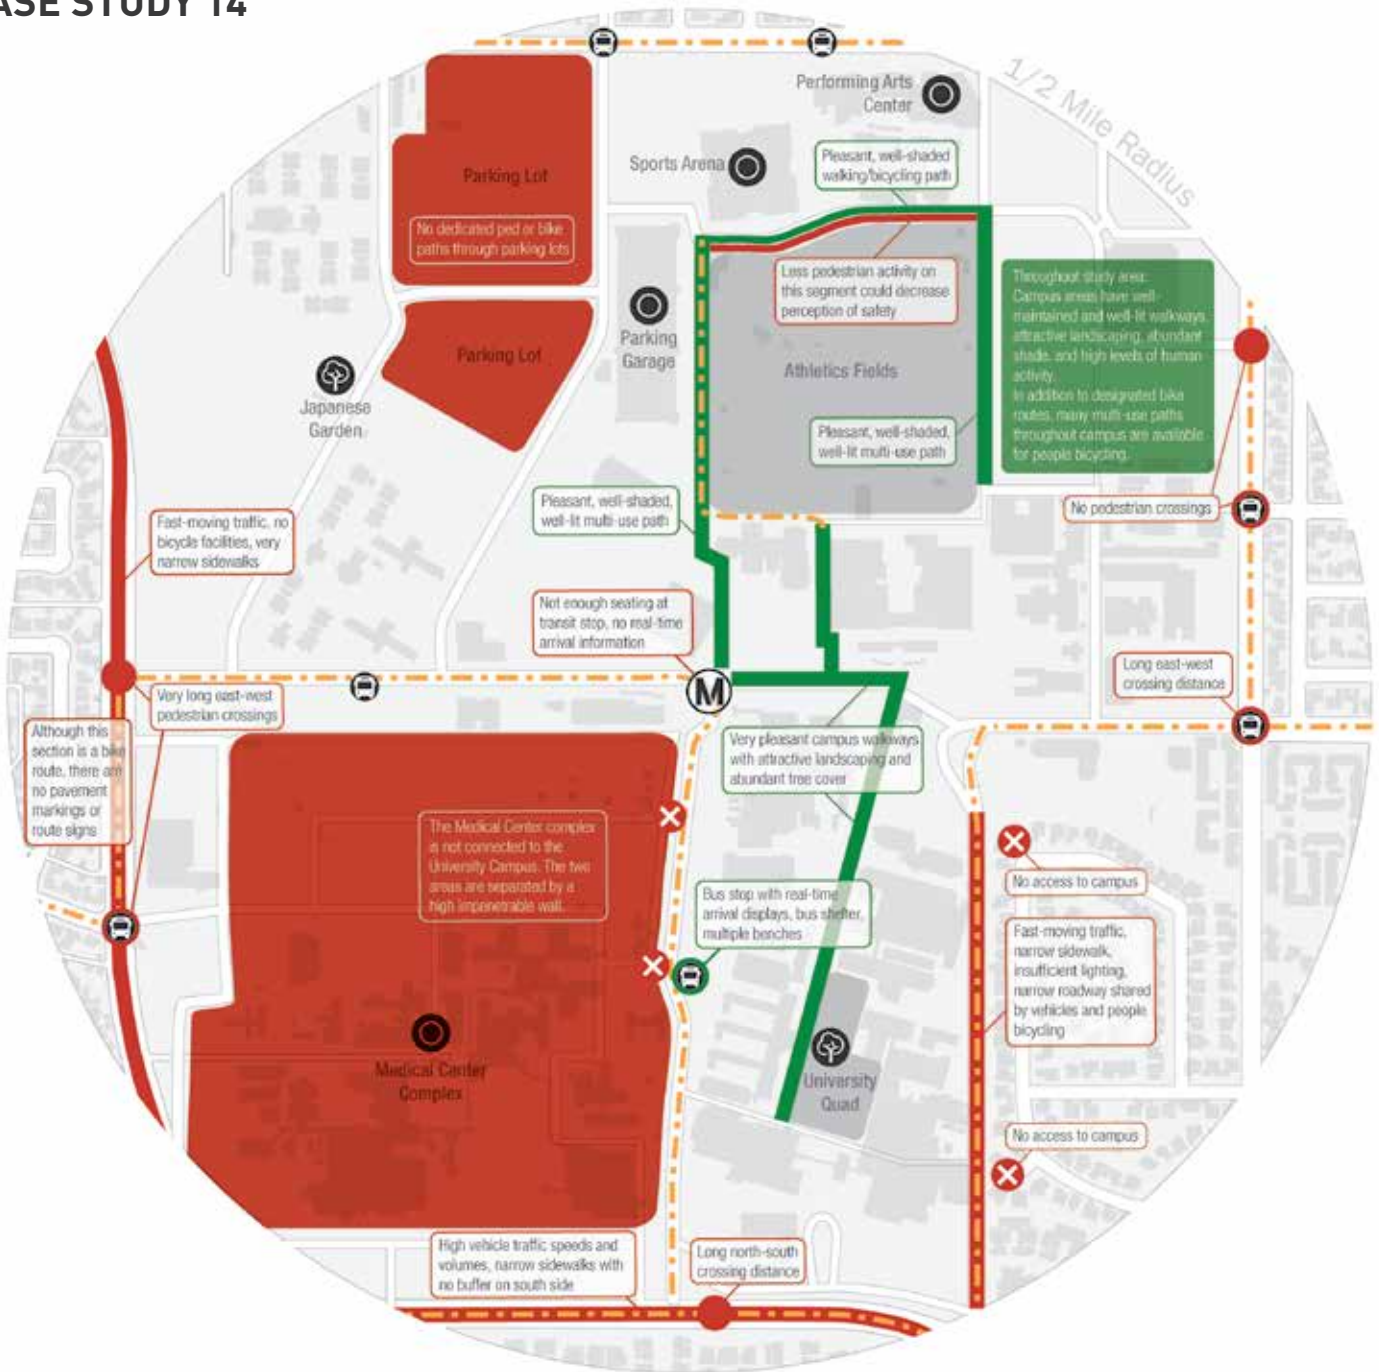 ASE STUDY 14
1/2 Mile Radius
Performing Arts
Center
Sports Arena
Pleasant, well-shaded
walking/bicycling path
Parking Lot
No dedicated ped or bike
paths through parking lots
Less pedestrian activity on
this segment could decrease
perception of safety
Throughout study area:
Campus areas have well-
maintained and well-lit walkways,
attractive landscaping, abundant
shade, and high levels of human
activity.
In addition to designated bike
routes, many multi-use paths
throughout campus are available
for people bicycling.
Parking
Garage
Parking Lot
Athletics Fields
Japanese
Garden
Pleasant, well-shaded,
well-lit multi-use path
Pleasant, well-shaded,
well-lit multi-use path
No pedestrian crossings
Fast-moving traffic, no
bicycle facilities, very
narrow sidewalks
Not enough seating at
transit stop, no real-time
arrival information
Long east-west
crossing distance
M
Very long east-west
pedestrian crossings
Although this
section is a bike
route, there are
no pavement
markings or
route signs
Very pleasant campus walkways
with attractive landscaping and
abundant tree cover
The Medical Center complex
is not connected to the
University Campus. The two
areas are separated by a
high impenetrable wall.
No access to campus
Bus stop with real-time
arrival displays, bus shelter,
multiple benches
Fast-moving traffic,
narrow sidewalk,
insufficient lighting,
narrow roadway shared
by vehicles and people
bicycling
Medical Center
Complex
University
Quad
No access to campus
High vehicle traffic speeds and
volumes, narrow sidewalks with
no buffer on south side
Long north-south
crossing distance